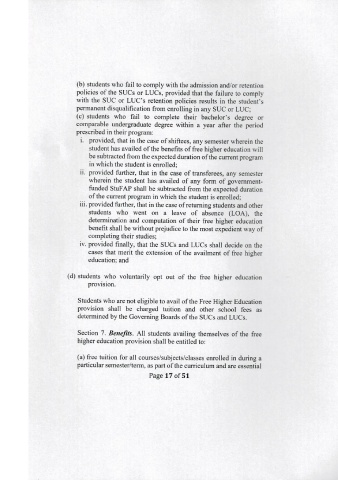 (b) students who fail to comply with the admission and/or retention
policies of the SUCs or LUCs, provided that the failure to comply
with the SUC or LUC's retention policies results in the student's
permanent disqualification from enrolling in any SUC or LUC;
(c) students who fail to complete their bachelor's degree or
comparable undergraduate degree within a year after the period
prescribed in their program:
i. provided, that in the case of shiftees, any semester wherein the
student has availed of the benefits of free higher education will
be subtracted from the expected duration of the current program
in which the student is enrolled;
ii. provided further, that in the case of transferees, any semester
wherein the student has availed of any form of government-
funded StuFAP shall be subtracted from the expected duration
of the current program in which the student is enrolled;
iii. provided further, that in the case of returning students and other
students who went on a leave of absence (LOA), the
determination and computation of their free higher education
benefit shall be without prejudice to the most expedient way of
completing their studies;
iv. provided finally, that the SUCs and LUCs shall decide on the
cases that merit the extension of the availment of free higher
education; and
(d) students who voluntarily opt out of the free higher education
provision.
Students who are not eligible to avail of the Free Higher Education
provision shall be charged tuition and other school fees as
determined by the Governing Boards of the SUCs and LUCs.
Section 7. Benefits. All students availing themselves of the free
higher education provision shall be entitled to:
(a) free tuition for all courses/subjects/classes enrolled in during a
particular semester/term, as part of the curriculum and are essential
Page 17 of 51